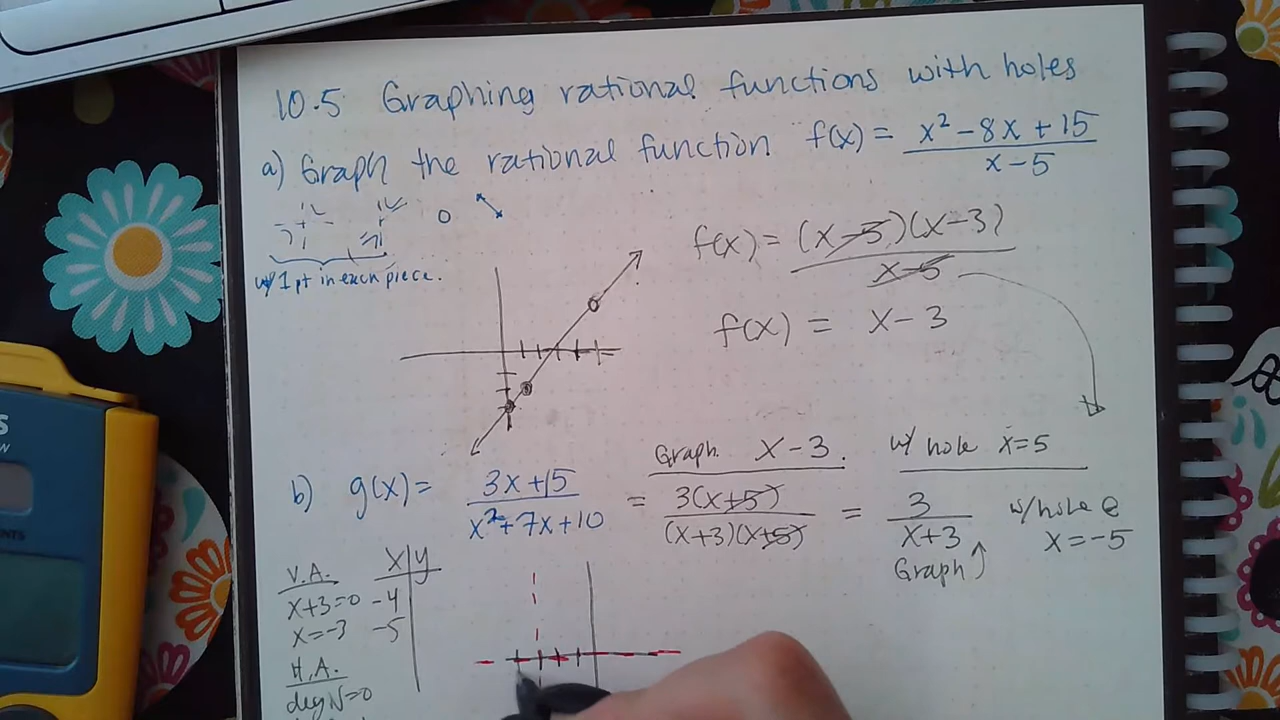 10.5 Graphing rational functions with holes
a) Graph the rational function f(x) = x² - 8x + 15 / x - 5
w/ 1 pt in each piece.
f(x) = (x-5)(x-3) / x-5
f(x) = x - 3
Graph x - 3. w/ hole x = 5
b) g(x) = 3x + 15 / x² + 7x + 10 = 3(x+5) / (x+3)(x+5) = 3 / x+3 w/ hole @ x = -5
Graph
V.A.
x+3=0
x=-3
H.A.
deg N=0
x | y
-4
-5